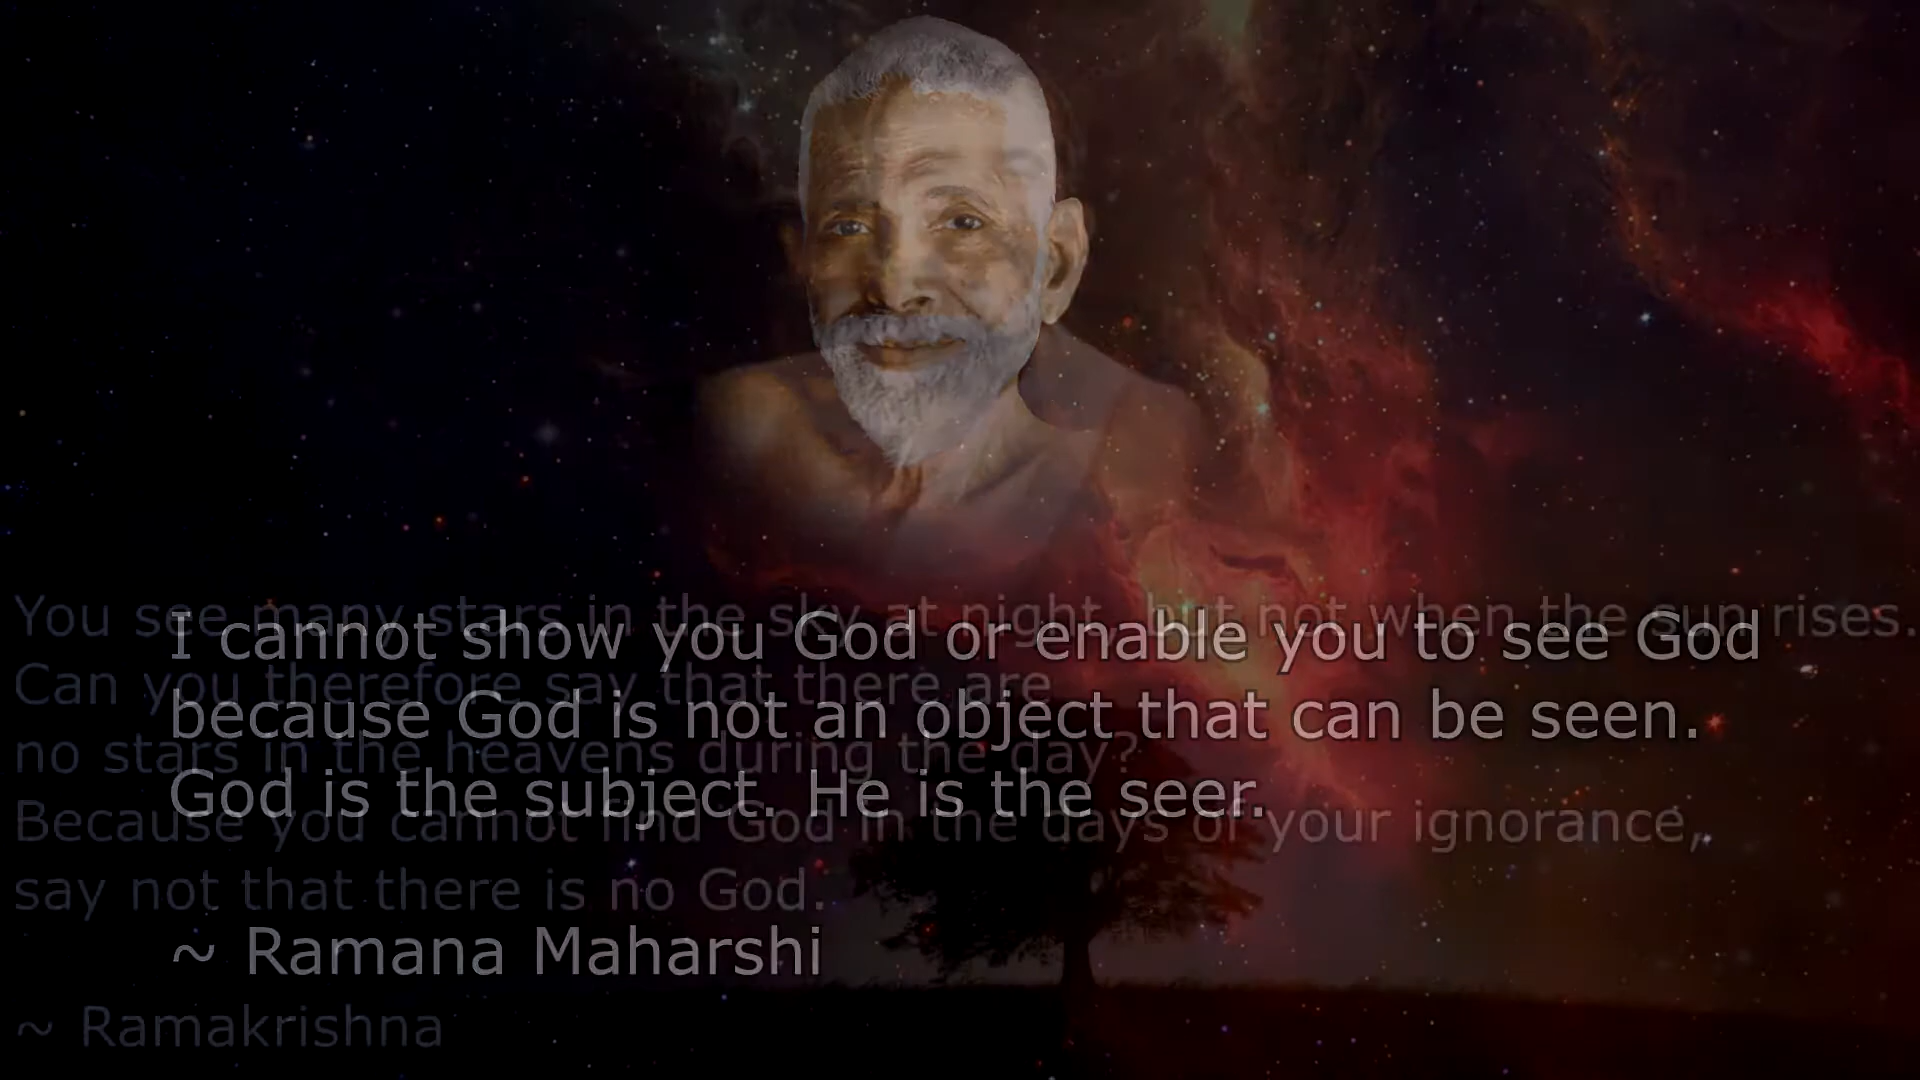 You see many stars in the sky at night, but not when the sun rises.
Can you therefore say that there are
no stars in the heavens during the day?
Because you cannot find God in the days of your ignorance,
say not that there is no God.
~ Ramakrishna
I cannot show you God or enable you to see God
because God is not an object that can be seen.
God is the subject. He is the seer.
~ Ramana Maharshi